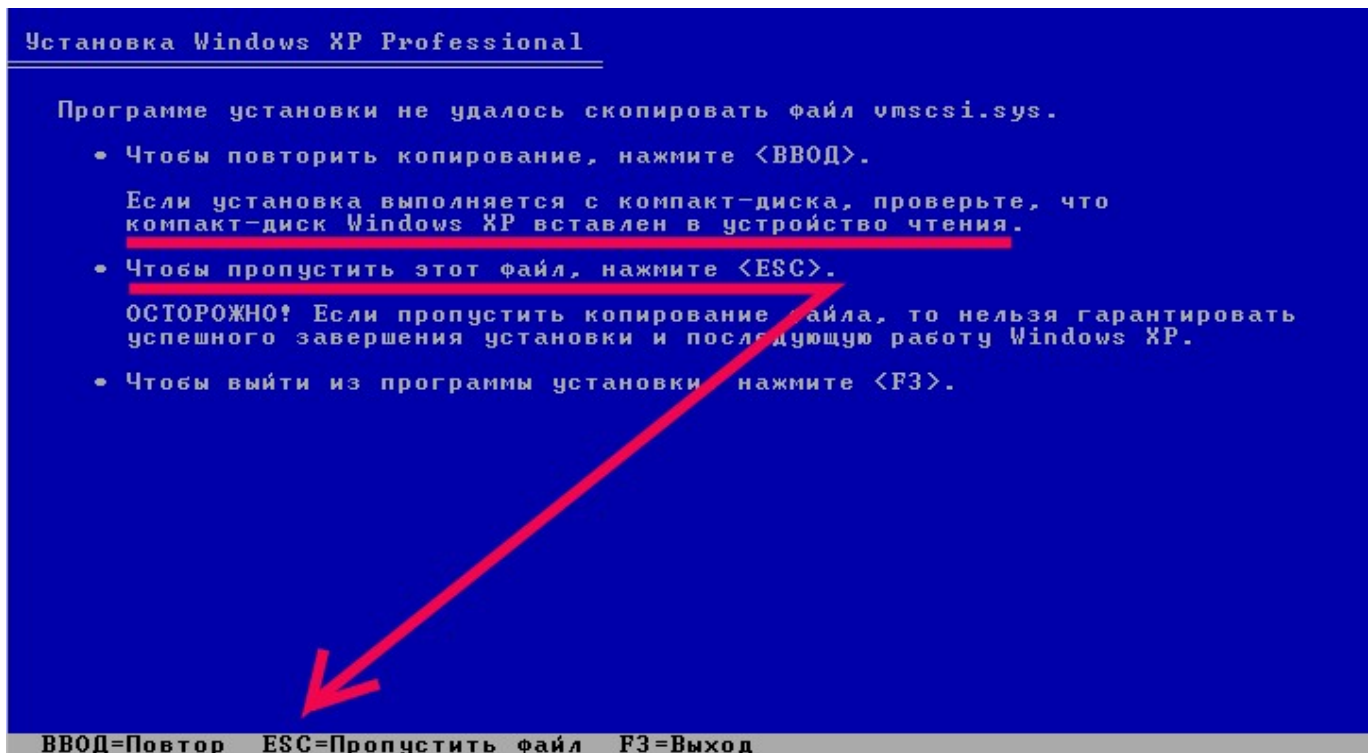 Установка Windows XP Professional
Программе установки не удалось скопировать файл vmscsi.sys.
• Чтобы повторить копирование, нажмите <ВВОД>.
Если установка выполняется с компакт-диска, проверьте, что
компакт-диск Windows XP вставлен в устройство чтения.
• Чтобы пропустить этот файл, нажмите <ESC>.
ОСТОРОЖНО! Если пропустить копирование файла, то нельзя гарантировать
успешного завершения установки и последующую работу Windows XP.
• Чтобы выйти из программы установки, нажмите <F3>.
ВВОД=Повтор ESC=Пропустить файл F3=Выход